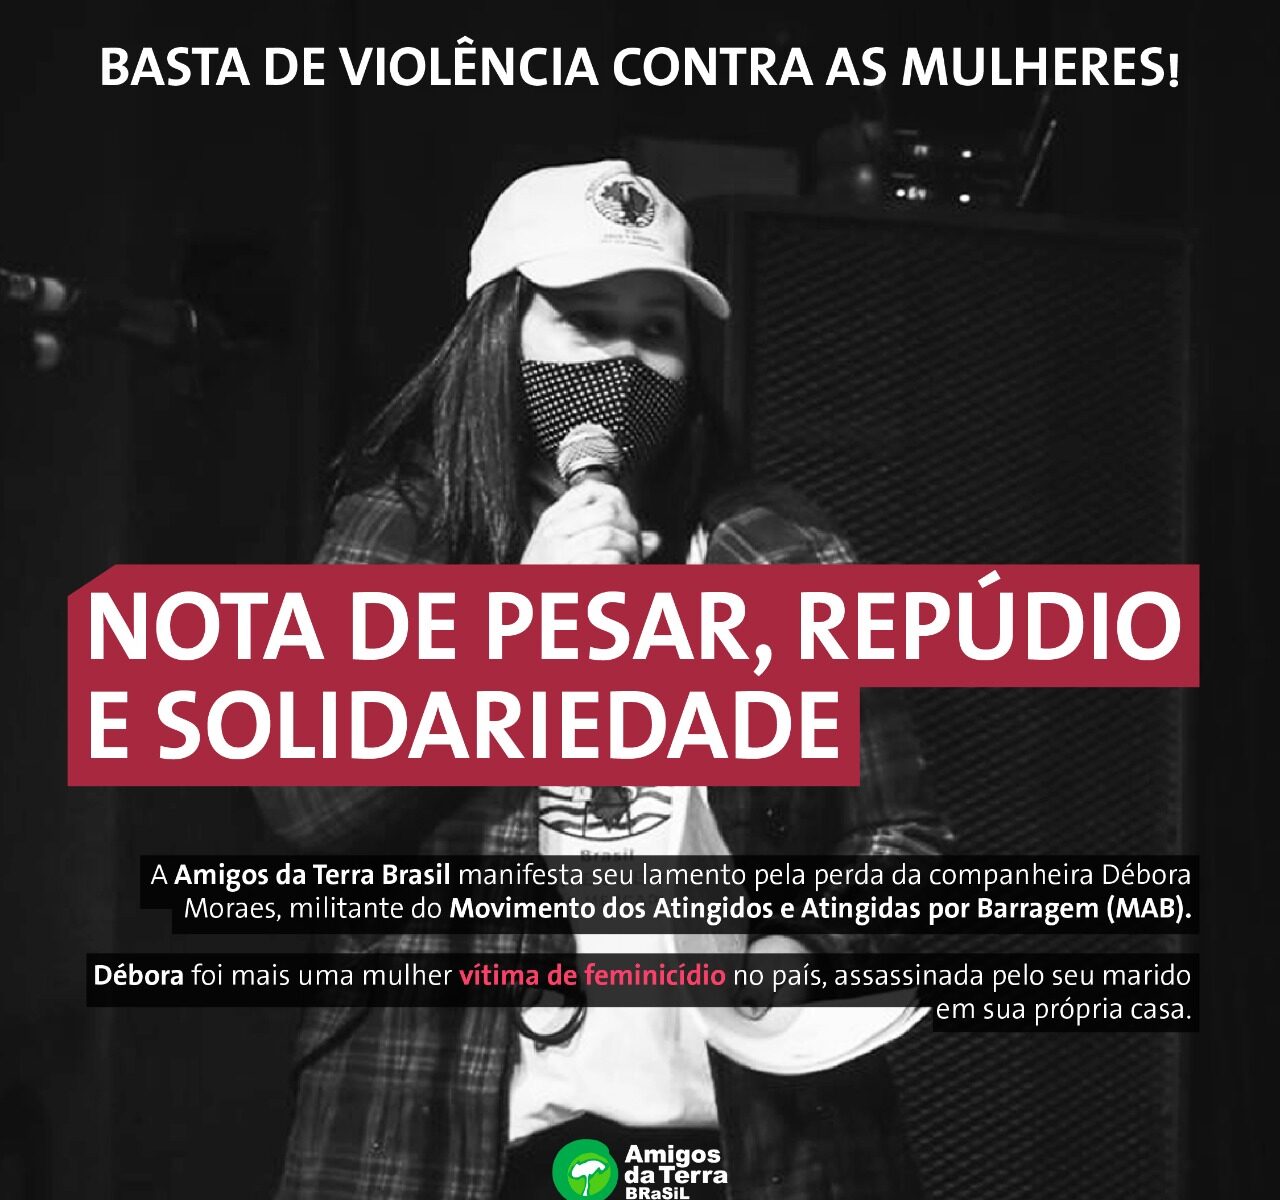 BASTA DE VIOLÊNCIA CONTRA AS MULHERES!
NOTA DE PESAR, REPÚDIO
E SOLIDARIEDADE
Brasil
A Amigos da Terra Brasil manifesta seu lamento pela perda da companheira Débora
Moraes, militante do Movimento dos Atingidos e Atingidas por Barragem (MAB).
Débora foi mais uma mulher vítima de feminicídio no país, assassinada pelo seu marido
em sua própria casa.
Amigos
da Terra
BRaSiL